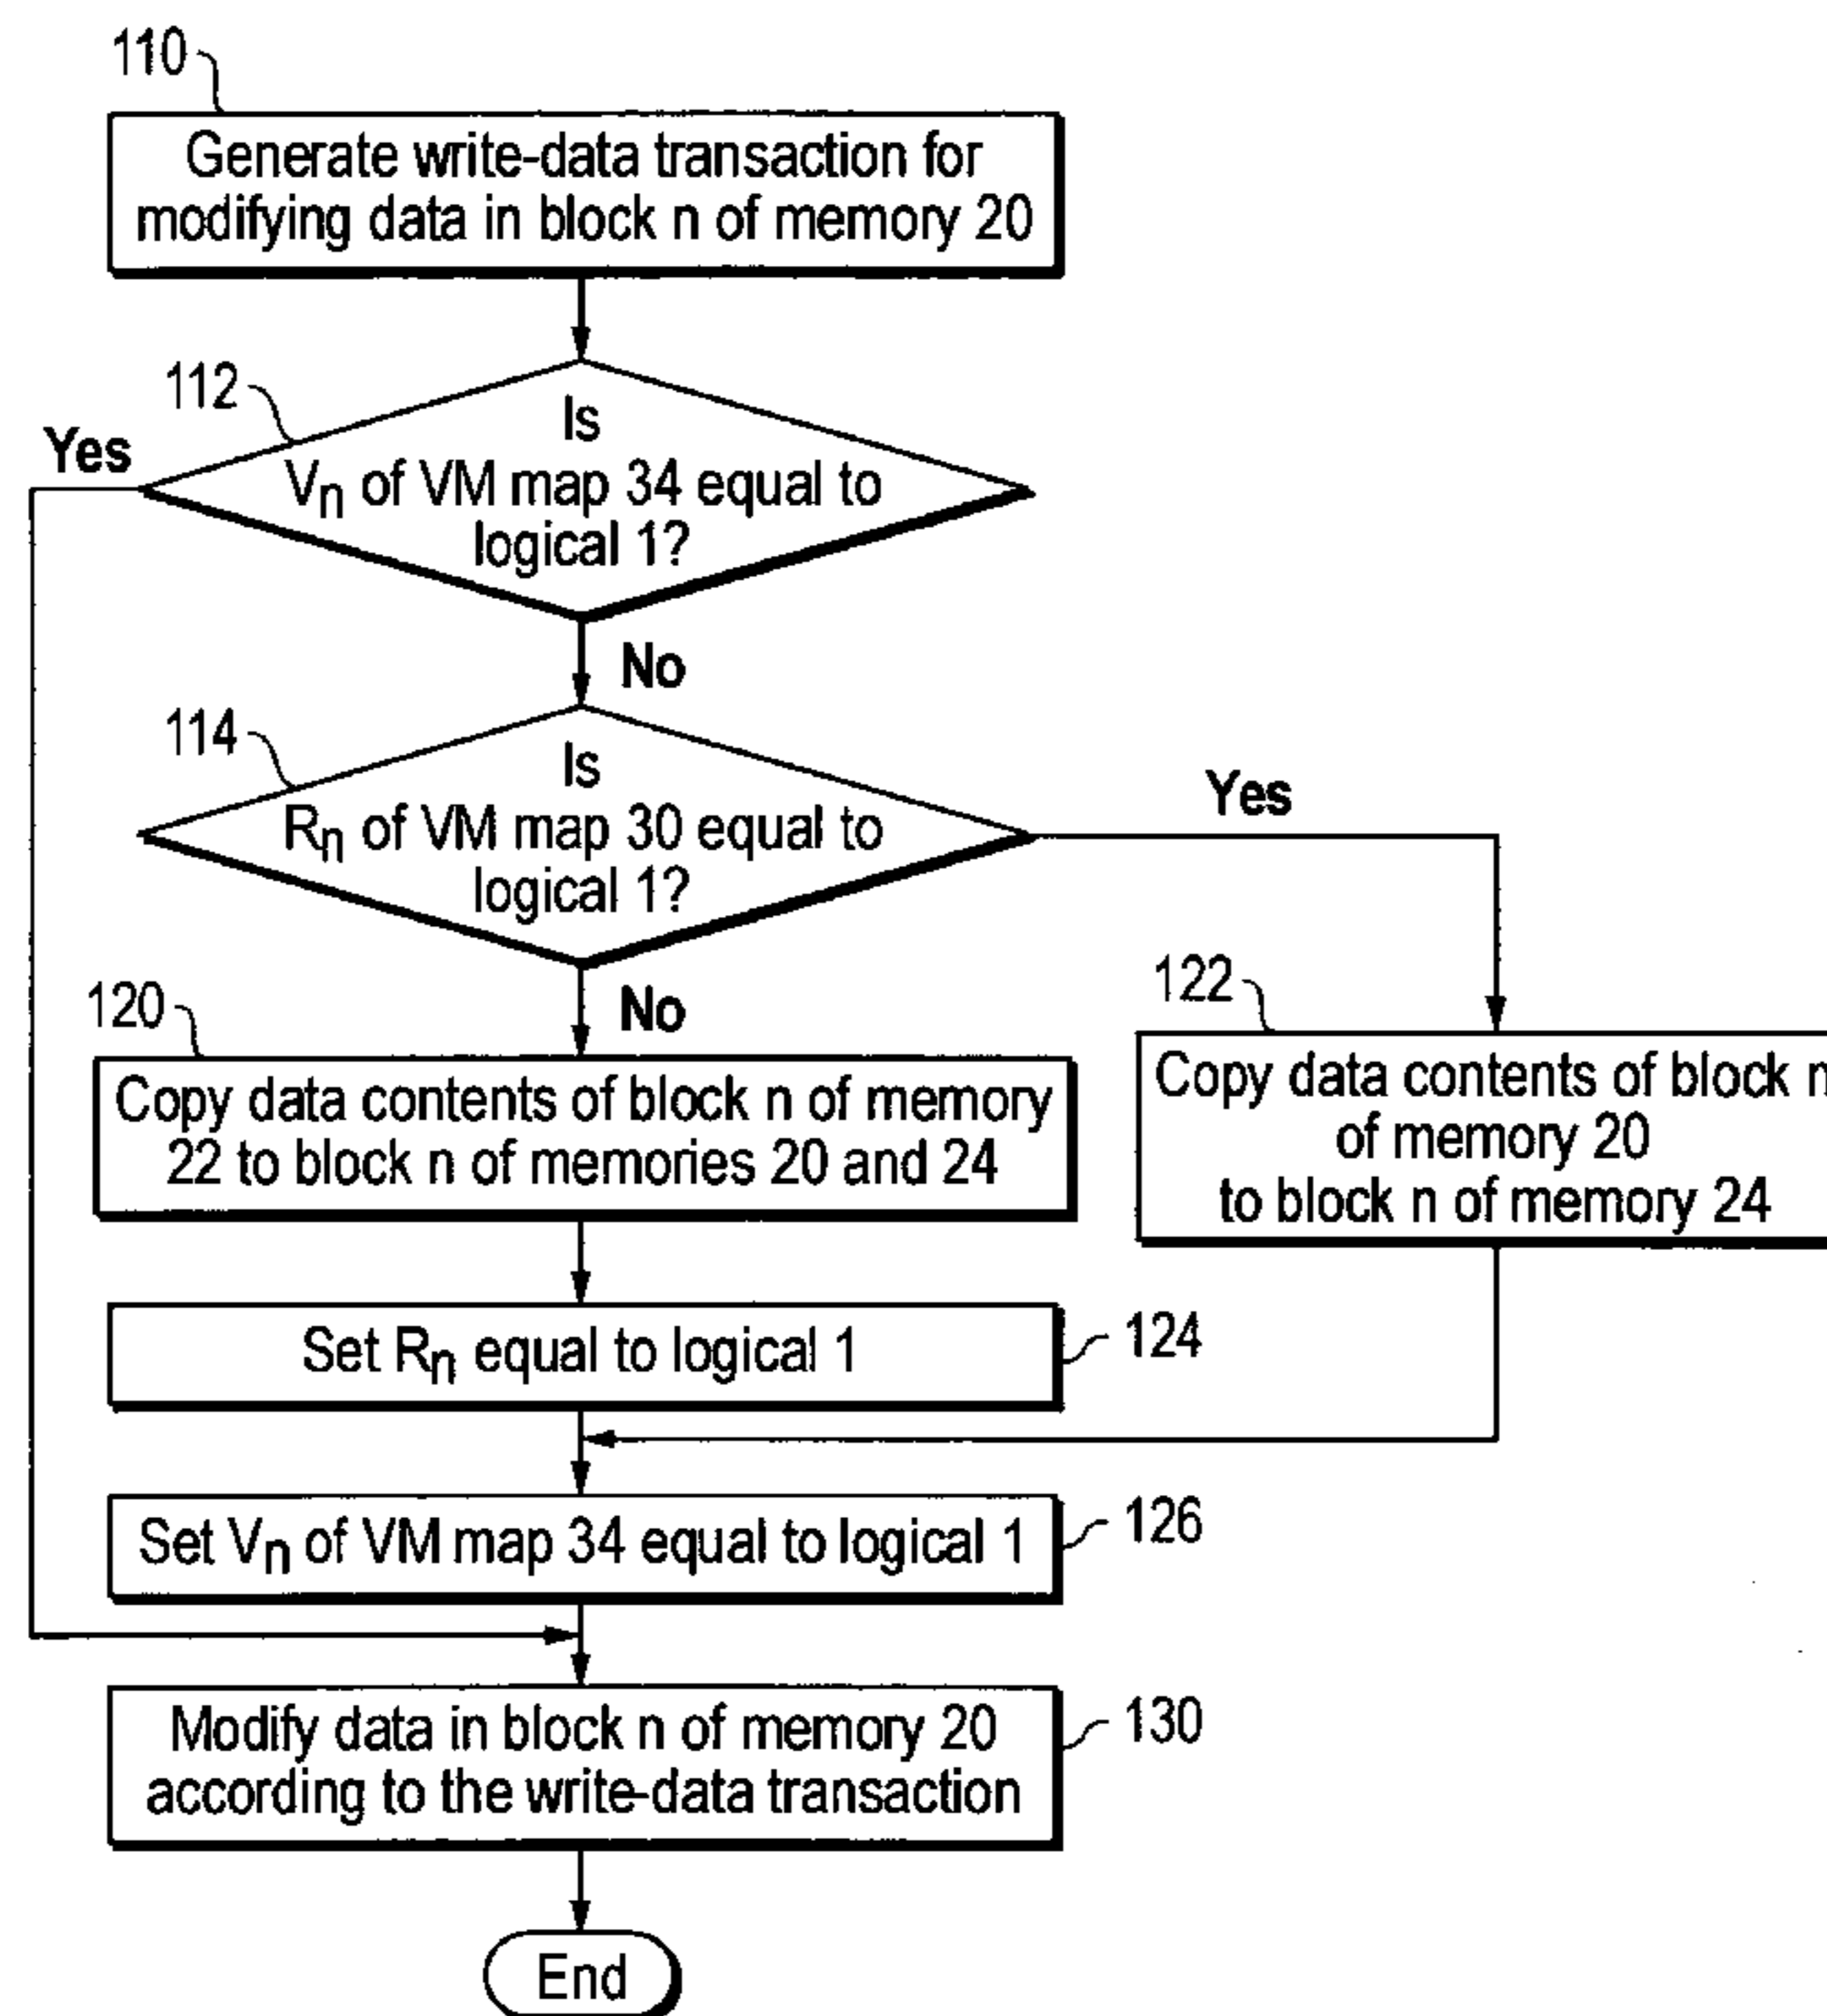 110
Generate write-data transaction for
modifying data in block n of memory 20
112
Yes
Is
Vn of VM map 34 equal to
logical 1?
No
114
Is
Rn of VM map 30 equal to
logical 1?
Yes
No
120
Copy data contents of block n of memory
22 to block n of memories 20 and 24
122
Copy data contents of block n
of memory 20
to block n of memory 24
Set Rn equal to logical 1
124
Set Vn of VM map 34 equal to logical 1
126
Modify data in block n of memory 20
according to the write-data transaction
130
End